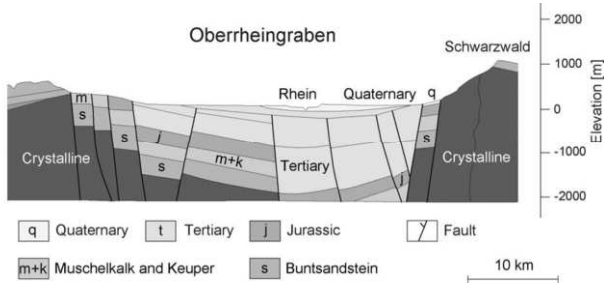 Oberrheingraben
Schwarzwald
Rhein
Quaternary
q
m
s
s
s
j
m+k
Tertiary
j
s
Crystalline
Crystalline
2000
1000
0
-1000
-2000
Elevation [m]
q Quaternary
t Tertiary
j Jurassic
Fault
m+k Muschelkalk and Keuper
s Buntsandstein
10 km